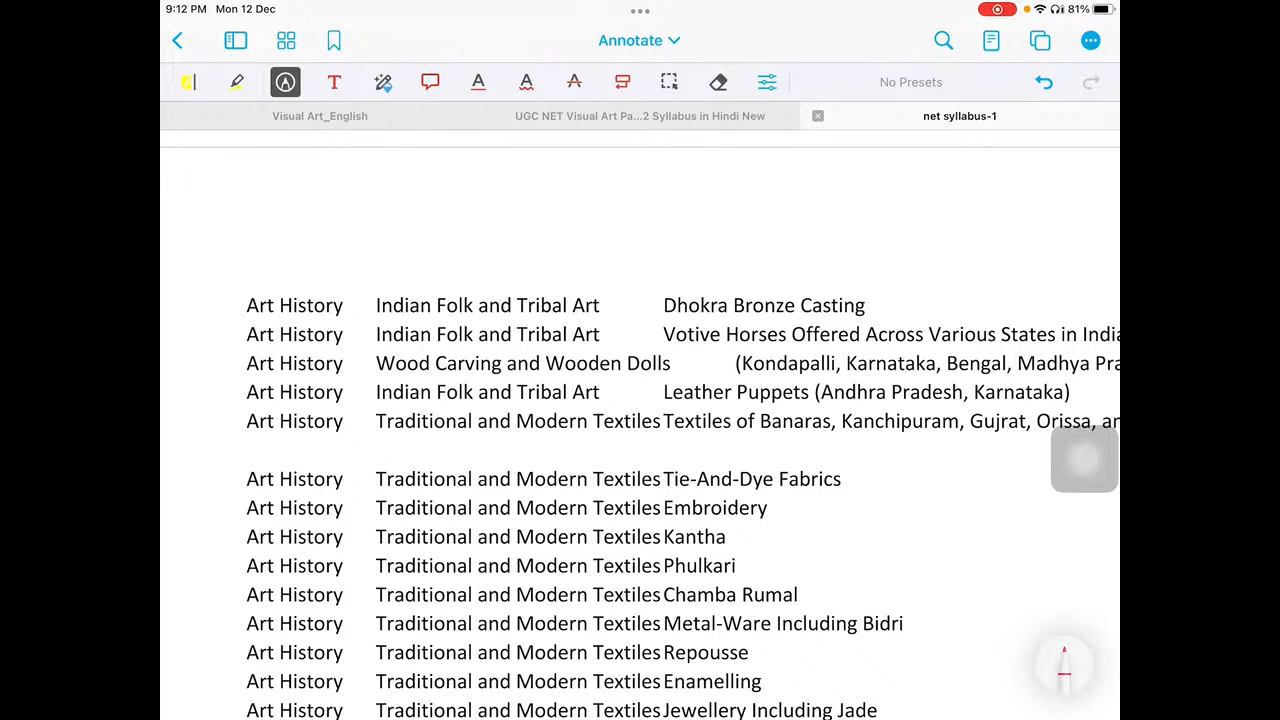 9:12 PM Mon 12 Dec
81%
Annotate
T
A
A
A
No Presets
Visual Art_English
UGC NET Visual Art Pa...2 Syllabus in Hindi New
net syllabus-1
Art History Indian Folk and Tribal Art Dhokra Bronze Casting
Art History Indian Folk and Tribal Art Votive Horses Offered Across Various States in India
Art History Wood Carving and Wooden Dolls (Kondapalli, Karnataka, Bengal, Madhya Pra
Art History Indian Folk and Tribal Art Leather Puppets (Andhra Pradesh, Karnataka)
Art History Traditional and Modern Textiles Textiles of Banaras, Kanchipuram, Gujrat, Orissa, an
Art History Traditional and Modern Textiles Tie-And-Dye Fabrics
Art History Traditional and Modern Textiles Embroidery
Art History Traditional and Modern Textiles Kantha
Art History Traditional and Modern Textiles Phulkari
Art History Traditional and Modern Textiles Chamba Rumal
Art History Traditional and Modern Textiles Metal-Ware Including Bidri
Art History Traditional and Modern Textiles Repousse
Art History Traditional and Modern Textiles Enamelling
Art History Traditional and Modern Textiles Jewellery Including Jade